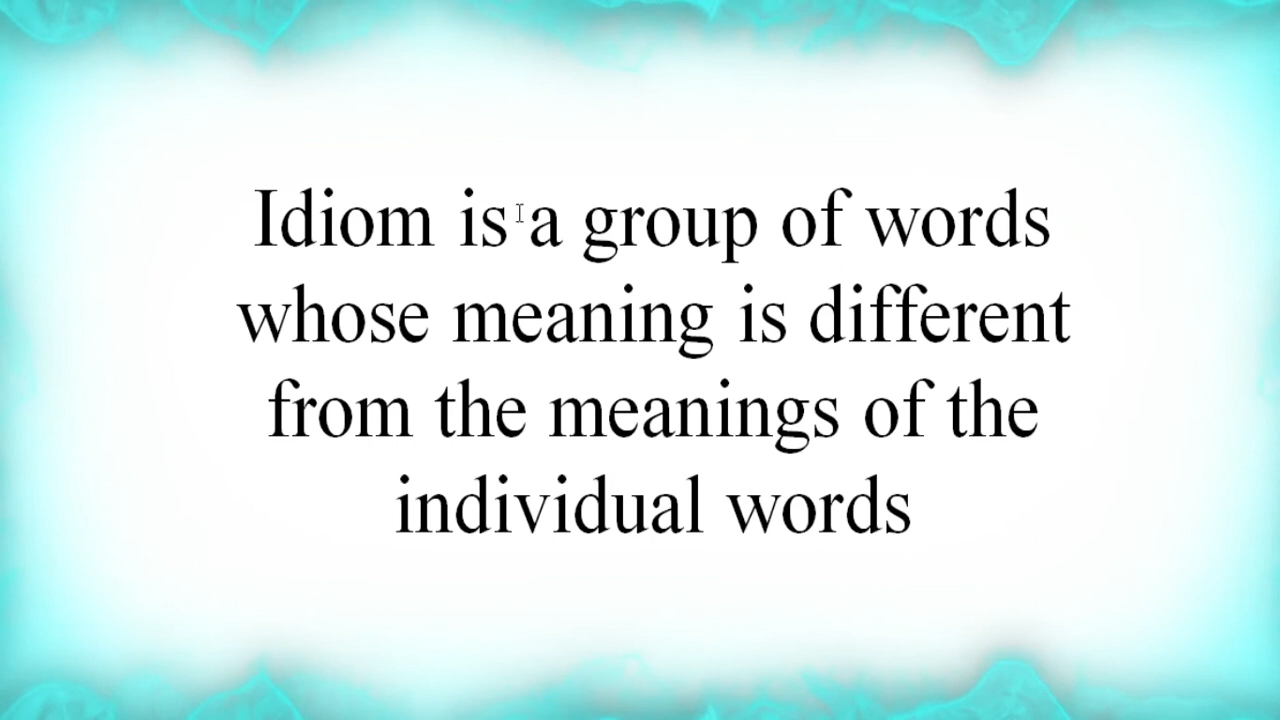 Idiom is a group of words
whose meaning is different
from the meanings of the
individual words